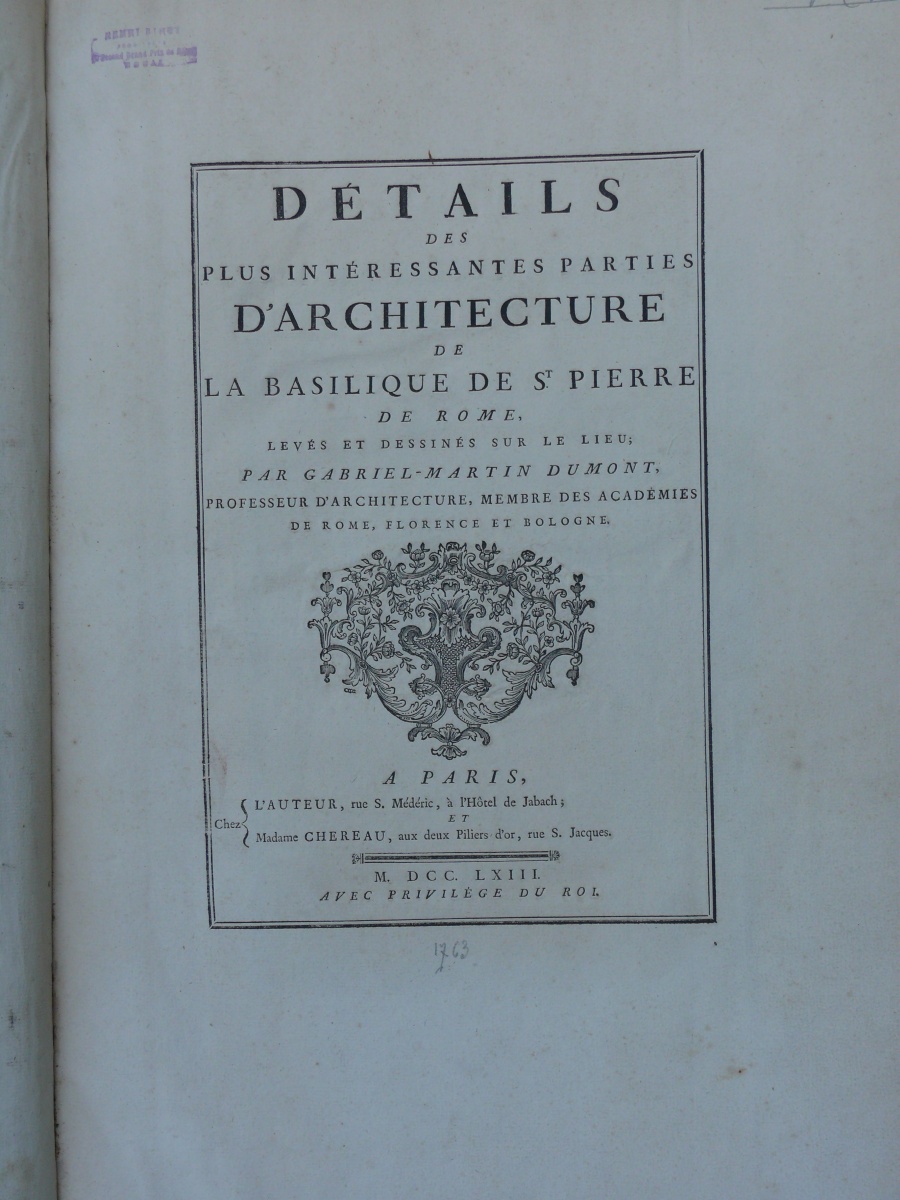 DÉTAILS
DES
PLUS INTÉRESSANTES PARTIES
D'ARCHITECTURE
DE
LA BASILIQUE DE ST PIERRE
DE ROME,
LEVÉS ET DESSINÉS SUR LE LIEU;
PAR GABRIEL-MARTIN DUMONT,
PROFESSEUR D'ARCHITECTURE, MEMBRE DES ACADÉMIES
DE ROME, FLORENCE ET BOLOGNE.
A PARIS,
Chez
L'AUTEUR, rue S. Médéric, à l'Hôtel de Jabach;
ET
Madame CHEREAU, aux deux Piliers d'or, rue S. Jacques.
M. DCC. LXIII.
AVEC PRIVILÈGE DU ROI.
1763